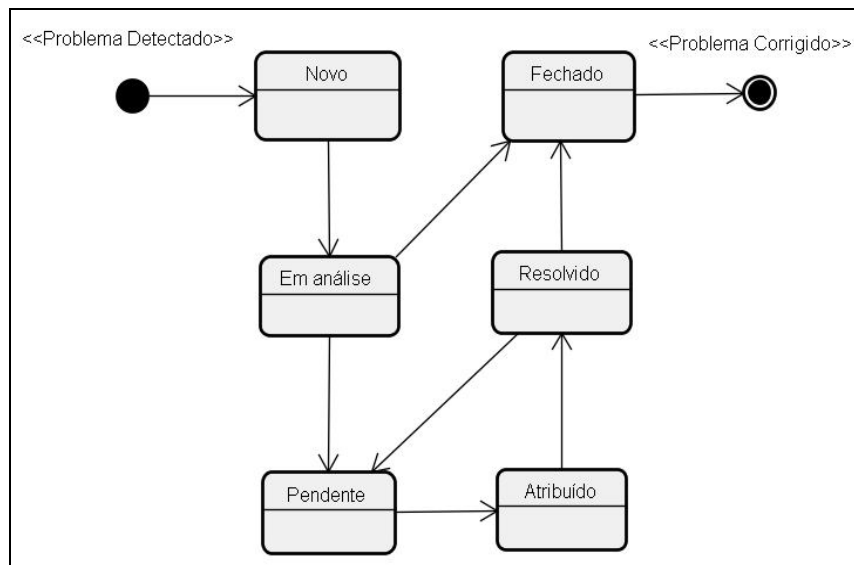 <<Problema Detectado>>
<<Problema Corrigido>>
Novo
Fechado
Em análise
Resolvido
Pendente
Atribuído